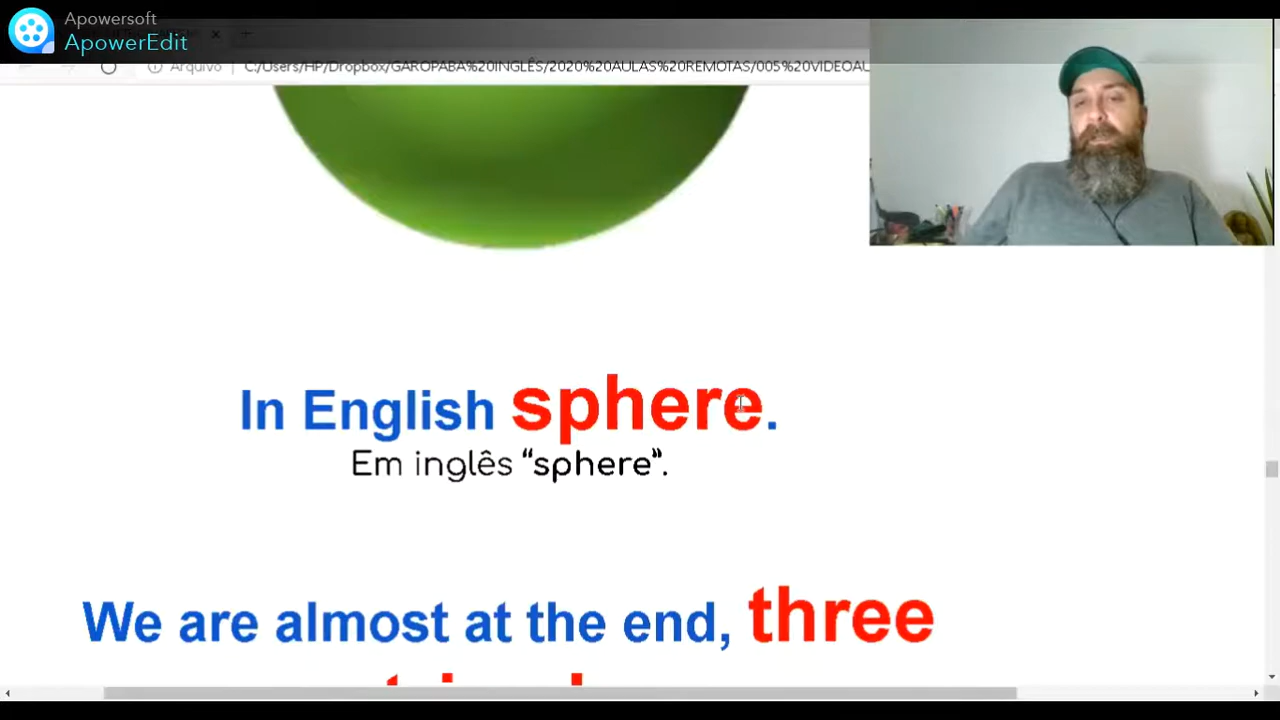 Apowersoft
ApowerEdit
Arquivo C:/Users/HP/Dropbox/GAROPABA%20INGLÊS/2020%20AULAS%20REMOTAS/005%20VIDEOAU
In English sphere.
Em inglês “sphere”.
We are almost at the end, three